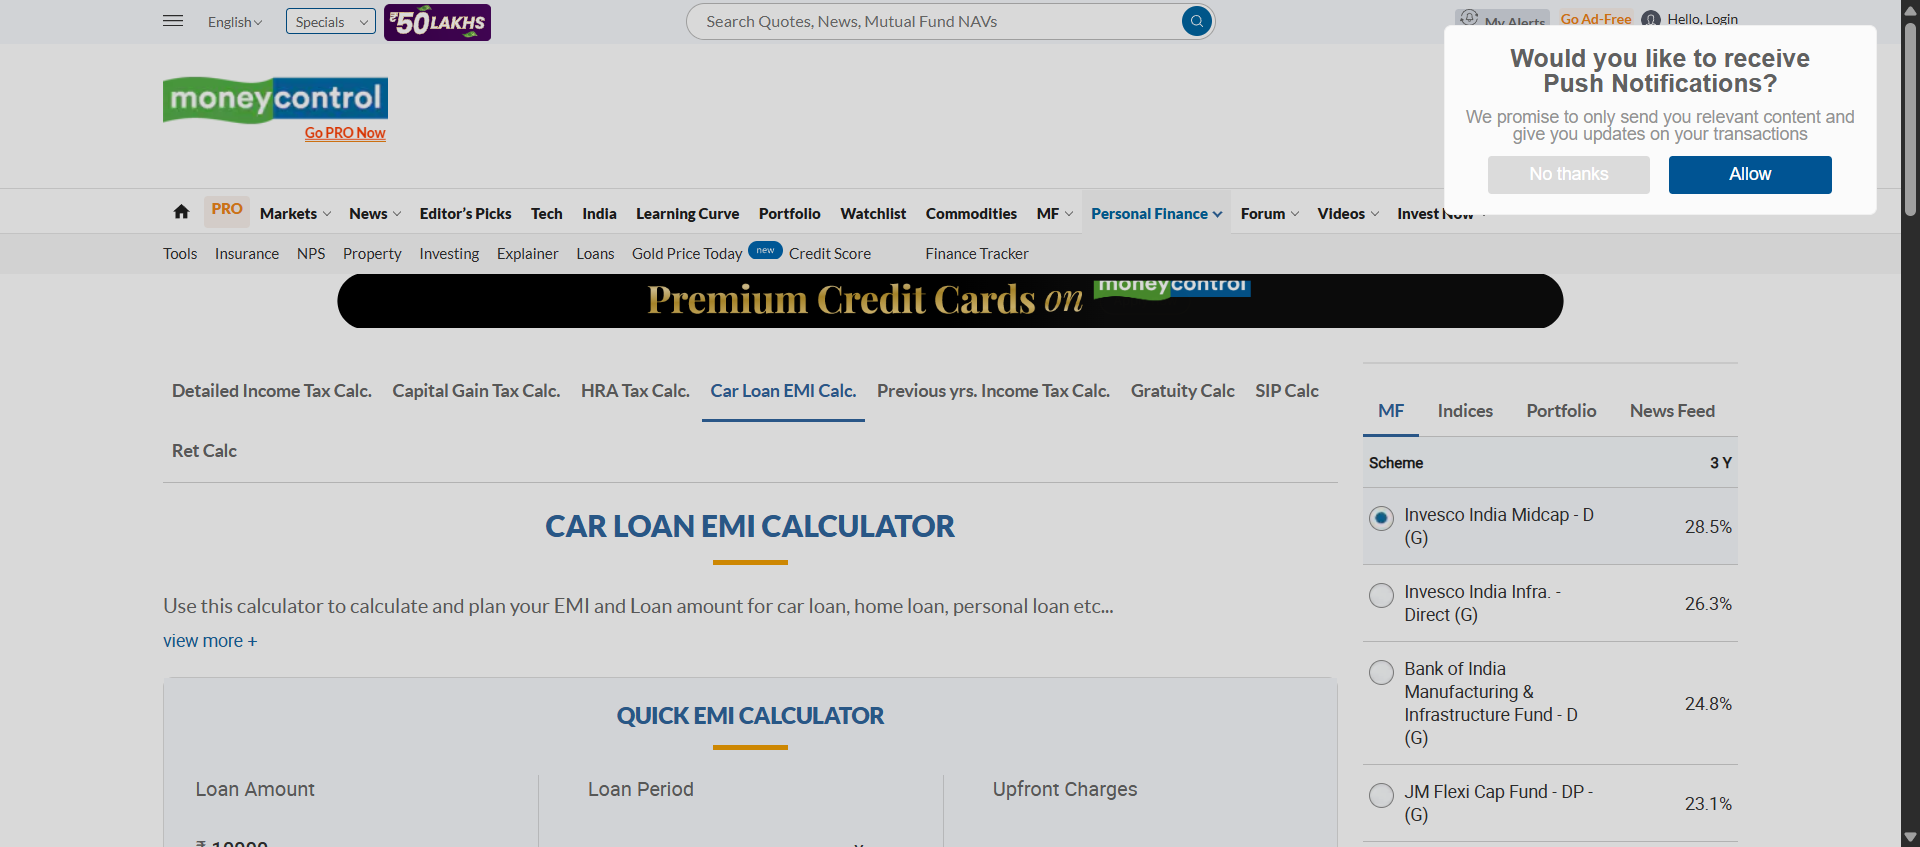 English
Specials
₹50 LAKHS
Search Quotes, News, Mutual Fund NAVs
My Alerts
Go Ad-Free
Hello, Login
Would you like to receive
Push Notifications?
We promise to only send you relevant content and
give you updates on your transactions
No thanks
Allow
moneycontrol
Go PRO Now
PRO
Markets
News
Editor's Picks
Tech
India
Learning Curve
Portfolio
Watchlist
Commodities
MF
Personal Finance
Forum
Videos
Invest Now
Tools
Insurance
NPS
Property
Investing
Explainer
Loans
Gold Price Today
new
Credit Score
Finance Tracker
Premium Credit Cards on moneycontrol
Detailed Income Tax Calc.
Capital Gain Tax Calc.
HRA Tax Calc.
Car Loan EMI Calc.
Previous yrs. Income Tax Calc.
Gratuity Calc
SIP Calc
Ret Calc
CAR LOAN EMI CALCULATOR
Use this calculator to calculate and plan your EMI and Loan amount for car loan, home loan, personal loan etc...
view more +
QUICK EMI CALCULATOR
Loan Amount
Loan Period
Upfront Charges
₹ 10000
MF
Indices
Portfolio
News Feed
Scheme
3 Y
Invesco India Midcap - D
(G)
28.5%
Invesco India Infra. -
Direct (G)
26.3%
Bank of India
Manufacturing &
Infrastructure Fund - D
(G)
24.8%
JM Flexi Cap Fund - DP -
(G)
23.1%